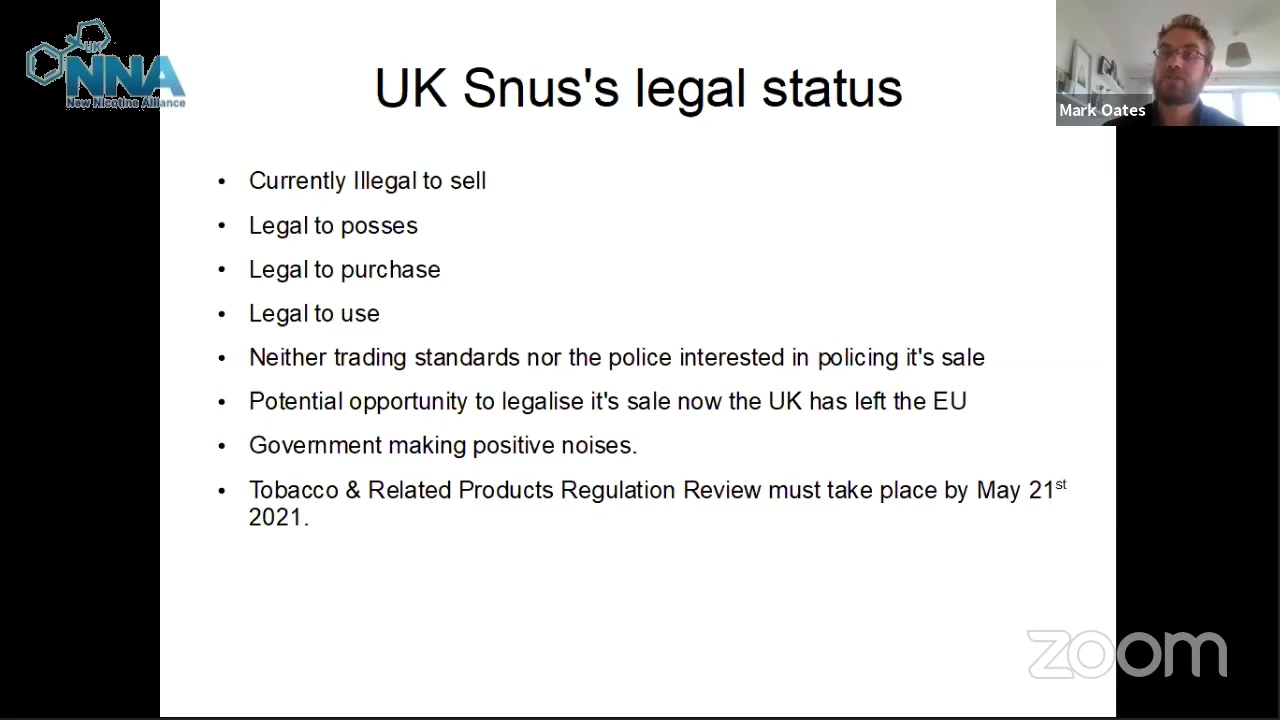 UK
NNA
New Nicotine Alliance
UK Snus's legal status
Mark Oates
• Currently Illegal to sell
• Legal to posses
• Legal to purchase
• Legal to use
• Neither trading standards nor the police interested in policing it's sale
• Potential opportunity to legalise it's sale now the UK has left the EU
• Government making positive noises.
• Tobacco & Related Products Regulation Review must take place by May 21st
2021.
zoom